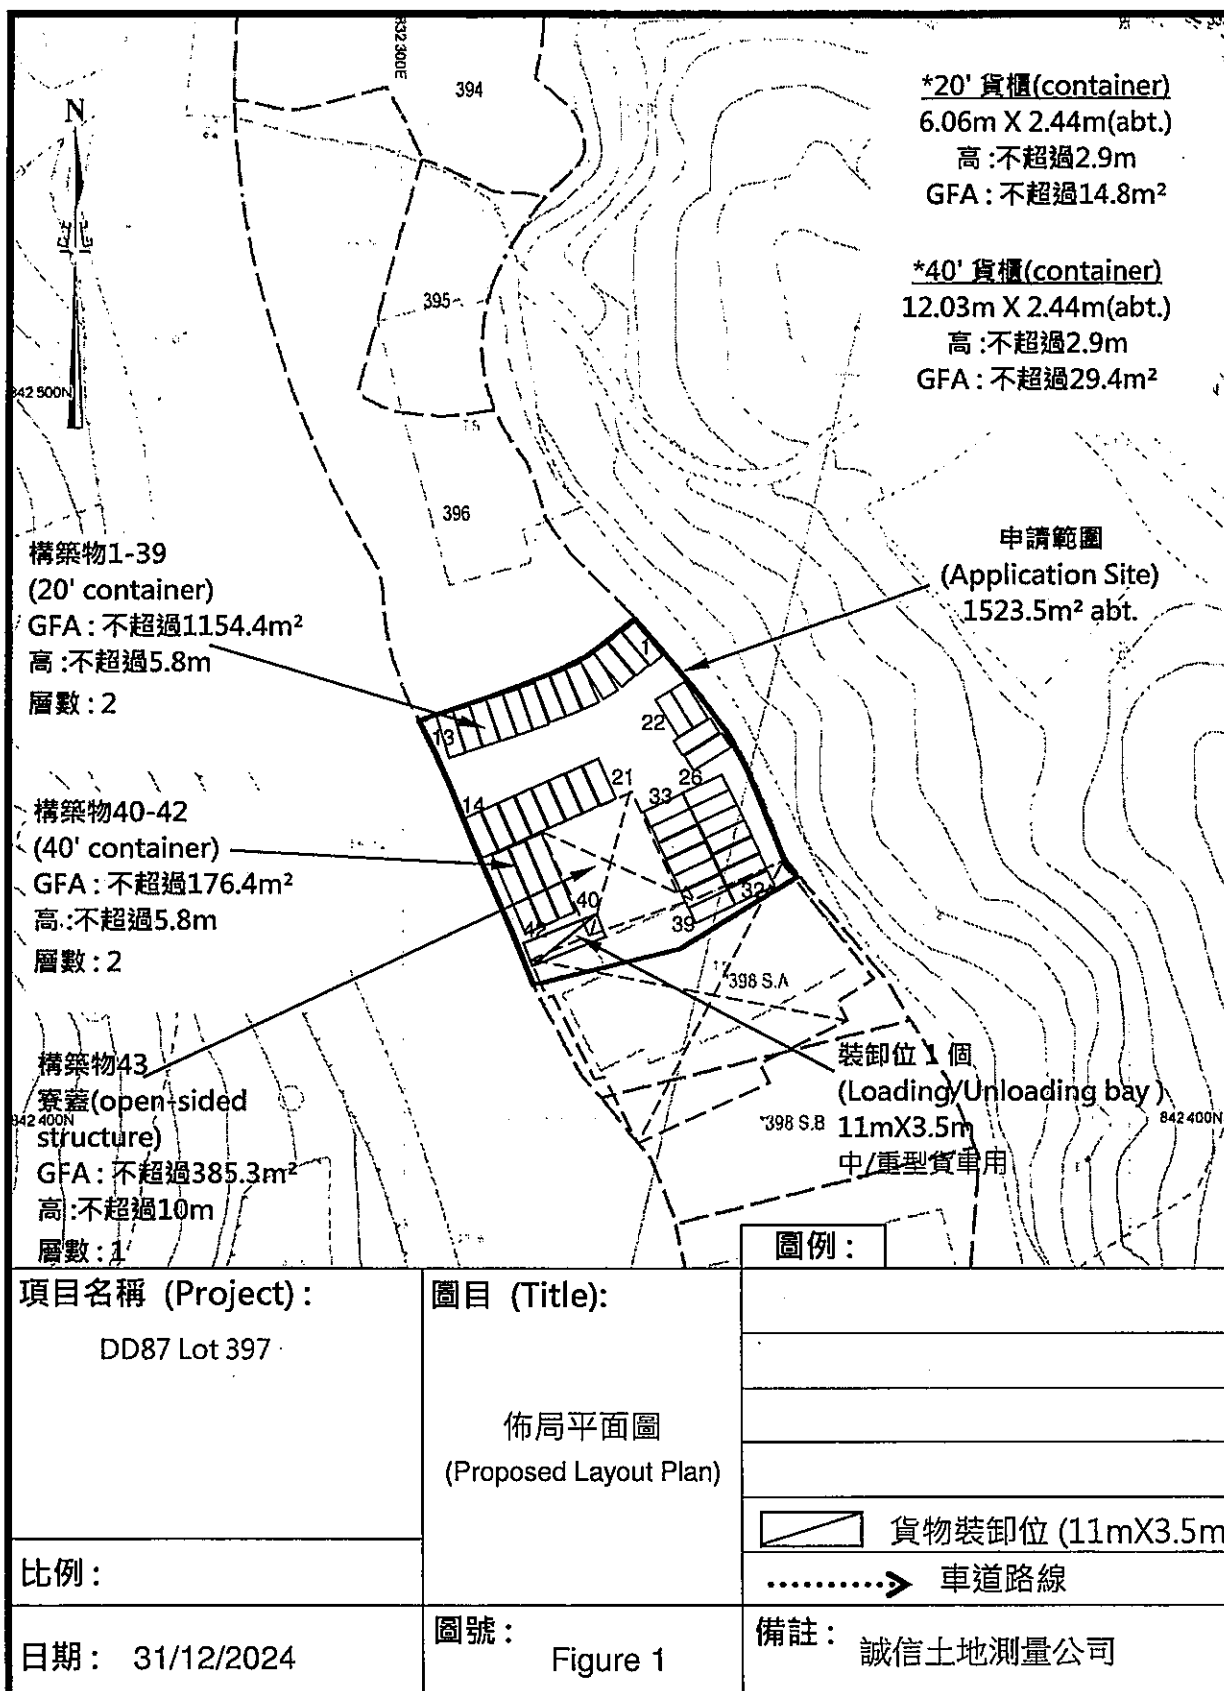 832 300E
394
N
北
*20' 貨櫃(container)
6.06m X 2.44m(abt.)
高 :不超過2.9m
GFA : 不超過14.8m²
*40' 貨櫃(container)
12.03m X 2.44m(abt.)
高 :不超過2.9m
GFA : 不超過29.4m²
395
842 500N
396
構築物1-39
(20' container)
GFA : 不超過1154.4m²
高 :不超過5.8m
層數 : 2
申請範圍
(Application Site)
1523.5m² abt.
1
13
22
21
26
33
14
構築物40-42
(40' container)
GFA : 不超過176.4m²
高 :不超過5.8m
層數 : 2
40
42
32
39
398 S.A
構築物43
寮蓋(open-sided
structure)
GFA : 不超過385.3m²
高 :不超過10m
層數 : 1
842 400N
裝卸位 1 個
(Loading/Unloading bay )
11mX3.5m
中/重型貨車用
398 S.B
842 400N
圖例 :
項目名稱 (Project) :
DD87 Lot 397
圖目 (Title):
佈局平面圖
(Proposed Layout Plan)
貨物裝卸位 (11mX3.5m
車道路線
比例 :
日期 : 31/12/2024
圖號 :
Figure 1
備註 :
誠信土地測量公司